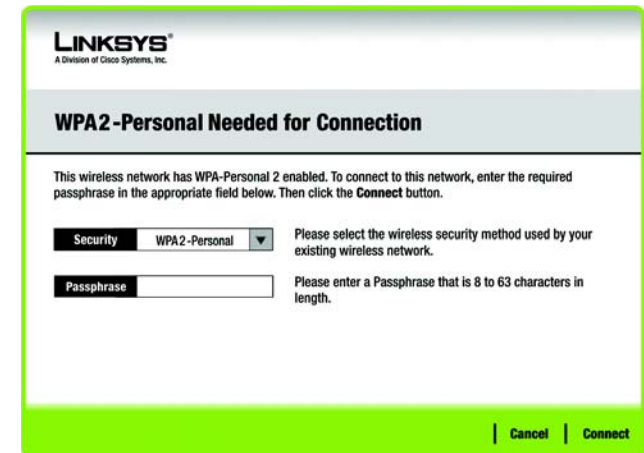 LINKSYS®
A Division of Cisco Systems, Inc.
WPA2-Personal Needed for Connection
This wireless network has WPA-Personal 2 enabled. To connect to this network, enter the required
passphrase in the appropriate field below. Then click the Connect button.
Security WPA2-Personal
Please select the wireless security method used by your
existing wireless network.
Passphrase
Please enter a Passphrase that is 8 to 63 characters in
length.
Cancel Connect